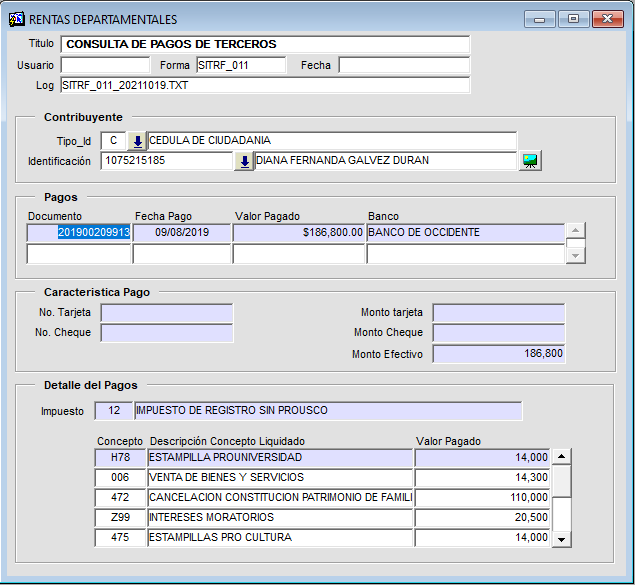 RENTAS DEPARTAMENTALES
Titulo CONSULTA DE PAGOS DE TERCEROS
Usuario Forma SITRF_011 Fecha
Log SITRF_011_20211019.TXT
Contribuyente
Tipo_Id C CEDULA DE CIUDADANIA
Identificación 1075215185 DIANA FERNANDA GALVEZ DURAN
Pagos
Documento Fecha Pago Valor Pagado Banco
201900209913 09/08/2019 $186,800.00 BANCO DE OCCIDENTE
Caracteristica Pago
No. Tarjeta Monto tarjeta
No. Cheque Monto Cheque
Monto Efectivo 186,800
Detalle del Pagos
Impuesto 12 IMPUESTO DE REGISTRO SIN PROUSCO
Concepto Descripción Concepto Liquidado Valor Pagado
H78 ESTAMPILLA PROUNIVERSIDAD 14,000
006 VENTA DE BIENES Y SERVICIOS 14,300
472 CANCELACION CONSTITUCION PATRIMONIO DE FAMILI 110,000
Z99 INTERESES MORATORIOS 20,500
475 ESTAMPILLAS PRO CULTURA 14,000